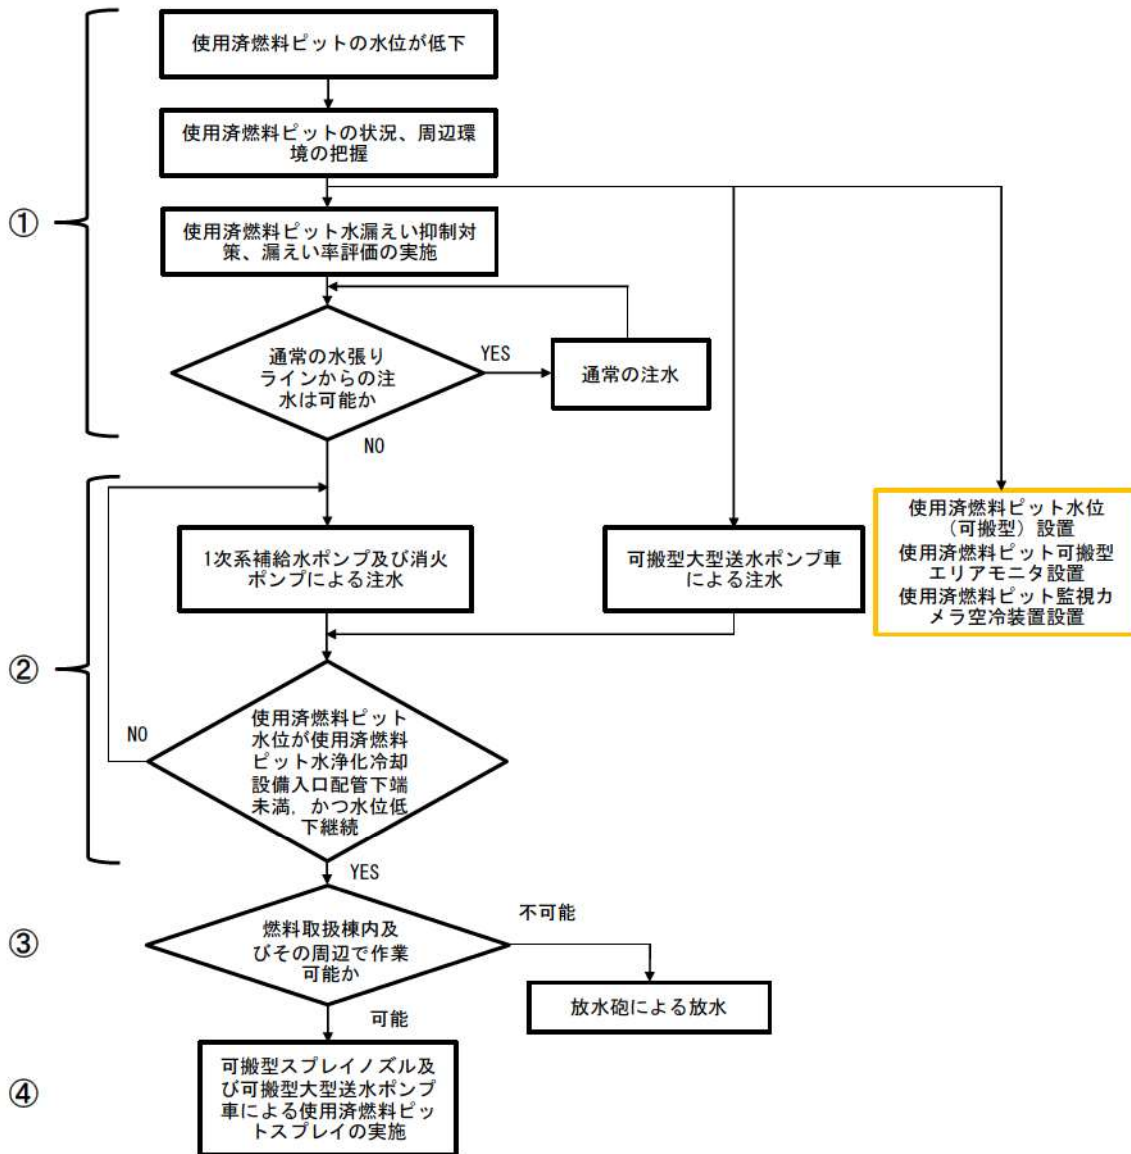 ①
使用済燃料ピットの水位が低下
使用済燃料ピットの状況、周辺環
境の把握
使用済燃料ピット水漏えい抑制対
策、漏えい率評価の実施
通常の水張り
ラインからの注
水は可能か
YES
通常の注水
NO
②
1次系補給水ポンプ及び消火
ポンプによる注水
可搬型大型送水ポンプ車
による注水
使用済燃料ピット水位
（可搬型）設置
使用済燃料ピット可搬型
エリアモニタ設置
使用済燃料ピット監視カ
メラ空冷装置設置
使用済燃料ピット
水位が使用済燃料
ピット水浄化冷却
設備入口配管下端
未満，かつ水位低
下継続
NO
YES
③
燃料取扱棟内及
びその周辺で作業
可能か
不可能
放水砲による放水
可能
④
可搬型スプレイノズル及
び可搬型大型送水ポンプ
車による使用済燃料ピッ
トスプレイの実施